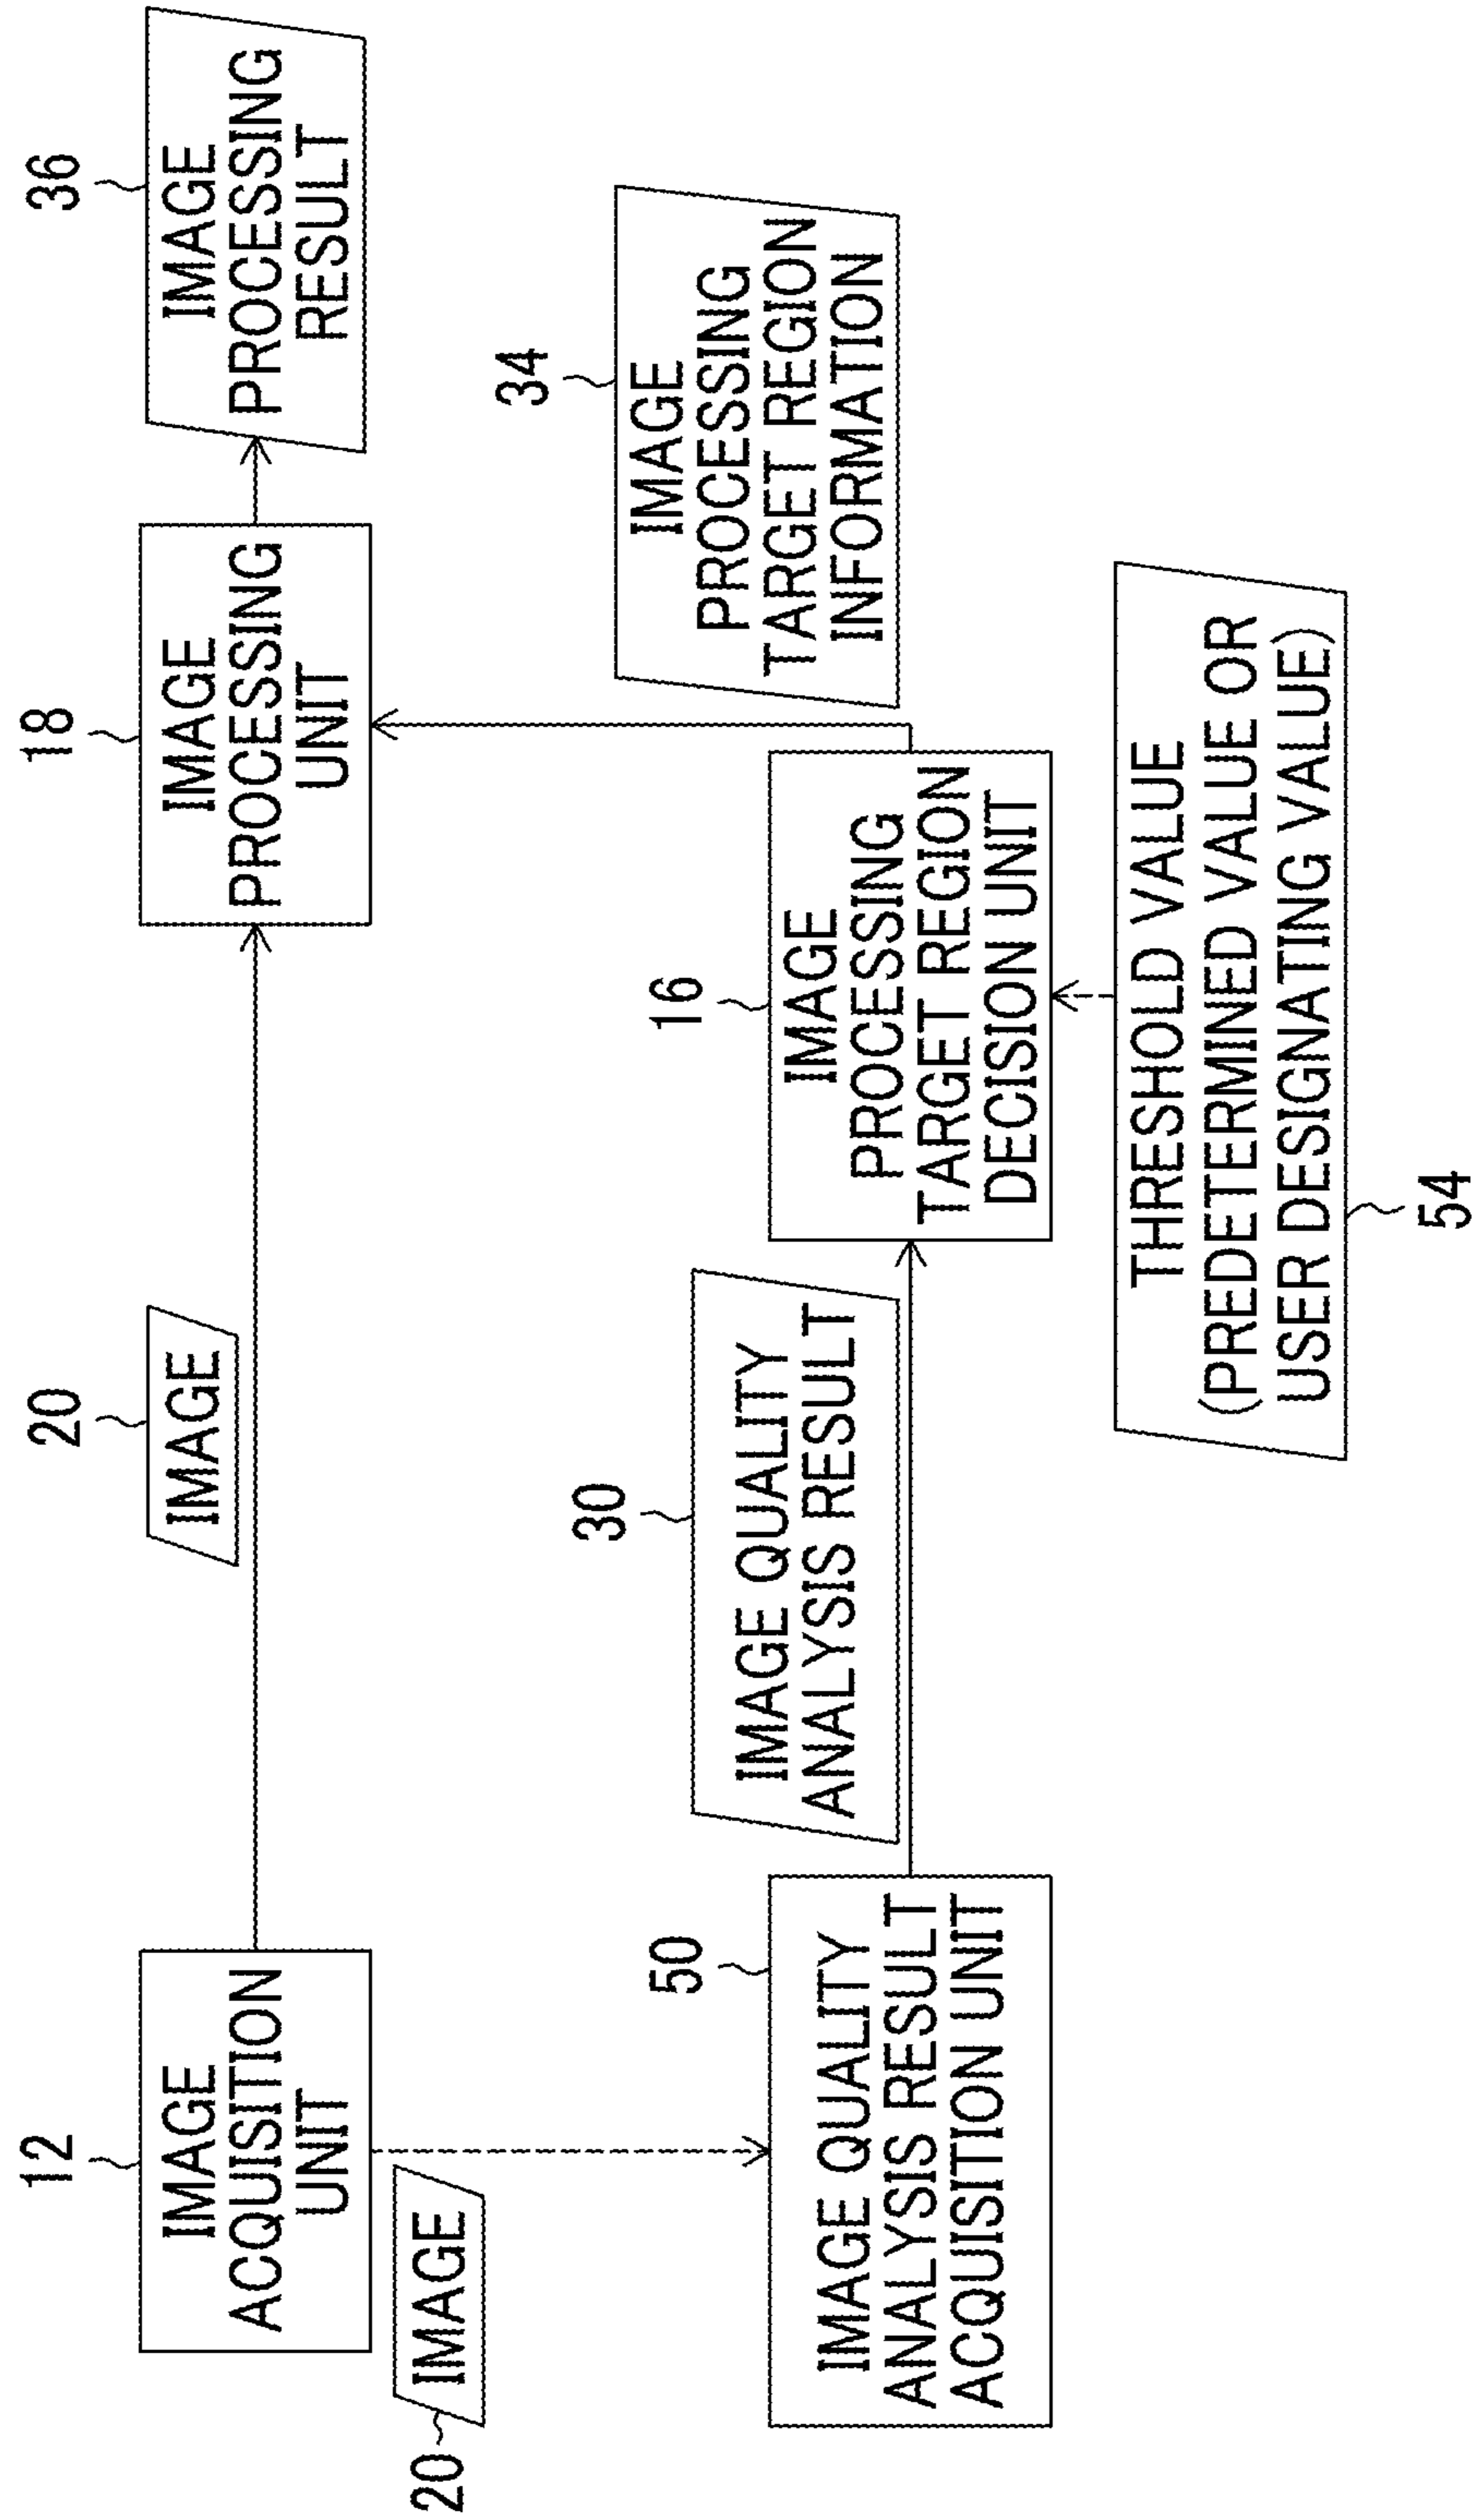 12
IMAGE
ACQUISITION
UNIT
20
IMAGE
18
IMAGE
PROCESSING
UNIT
36
IMAGE
PROCESSING
RESULT
20
IMAGE
34
IMAGE
PROCESSING
TARGET REGION
INFORMATION
50
IMAGE QUALITY
ANALYSIS RESULT
ACQUISITION UNIT
30
IMAGE QUALITY
ANALYSIS RESULT
16
IMAGE
PROCESSING
TARGET REGION
DECISION UNIT
THRESHOLD VALUE
(PREDETERMINED VALUE OR
USER DESIGNATING VALUE)
54